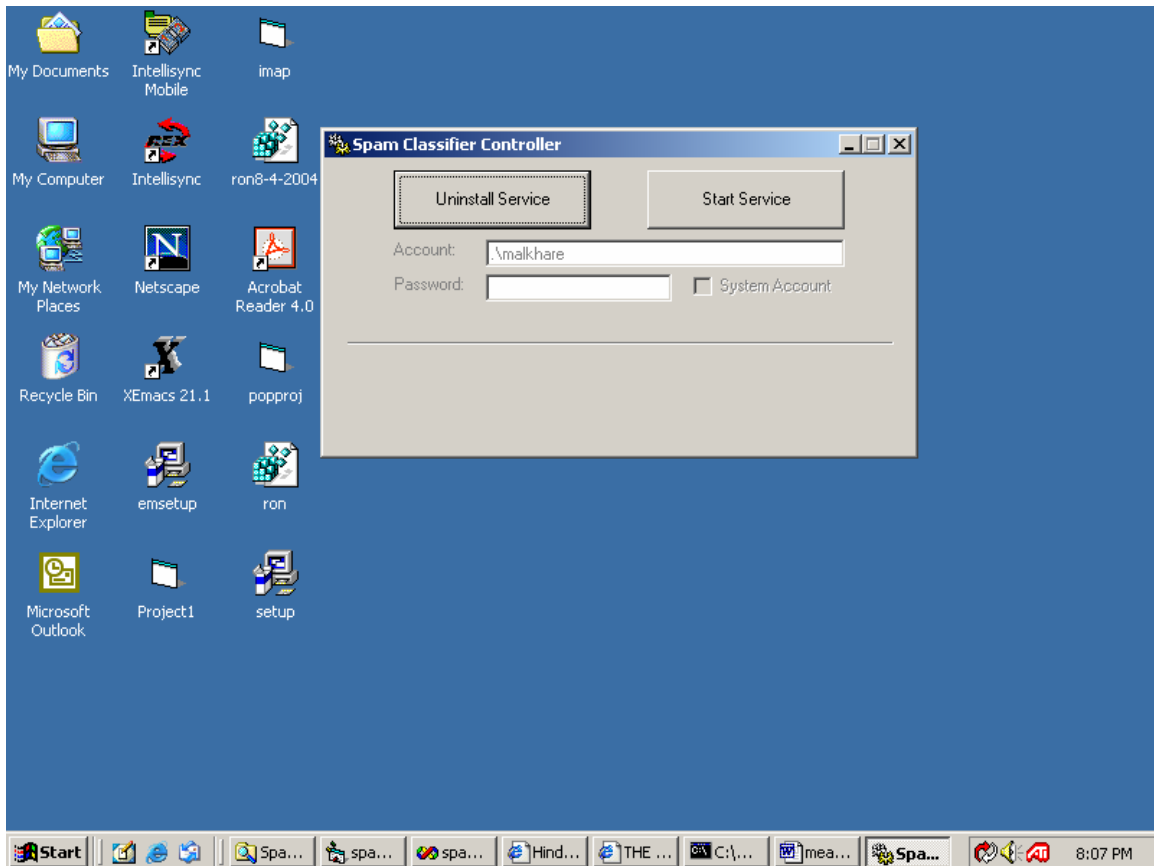 My Documents
Intellisync
Mobile
imap
My Computer
Intellisync
ron8-4-2004
My Network
Places
Netscape
Acrobat
Reader 4.0
Recycle Bin
XEmacs 21.1
popproj
Internet
Explorer
emsetup
ron
Microsoft
Outlook
Project1
setup
Spam Classifier Controller
Uninstall Service
Start Service
Account:
.\malkhare
Password:
System Account
Start
Spa...
spa...
spa...
Hind...
THE ...
C:\...
mea...
Spa...
8:07 PM